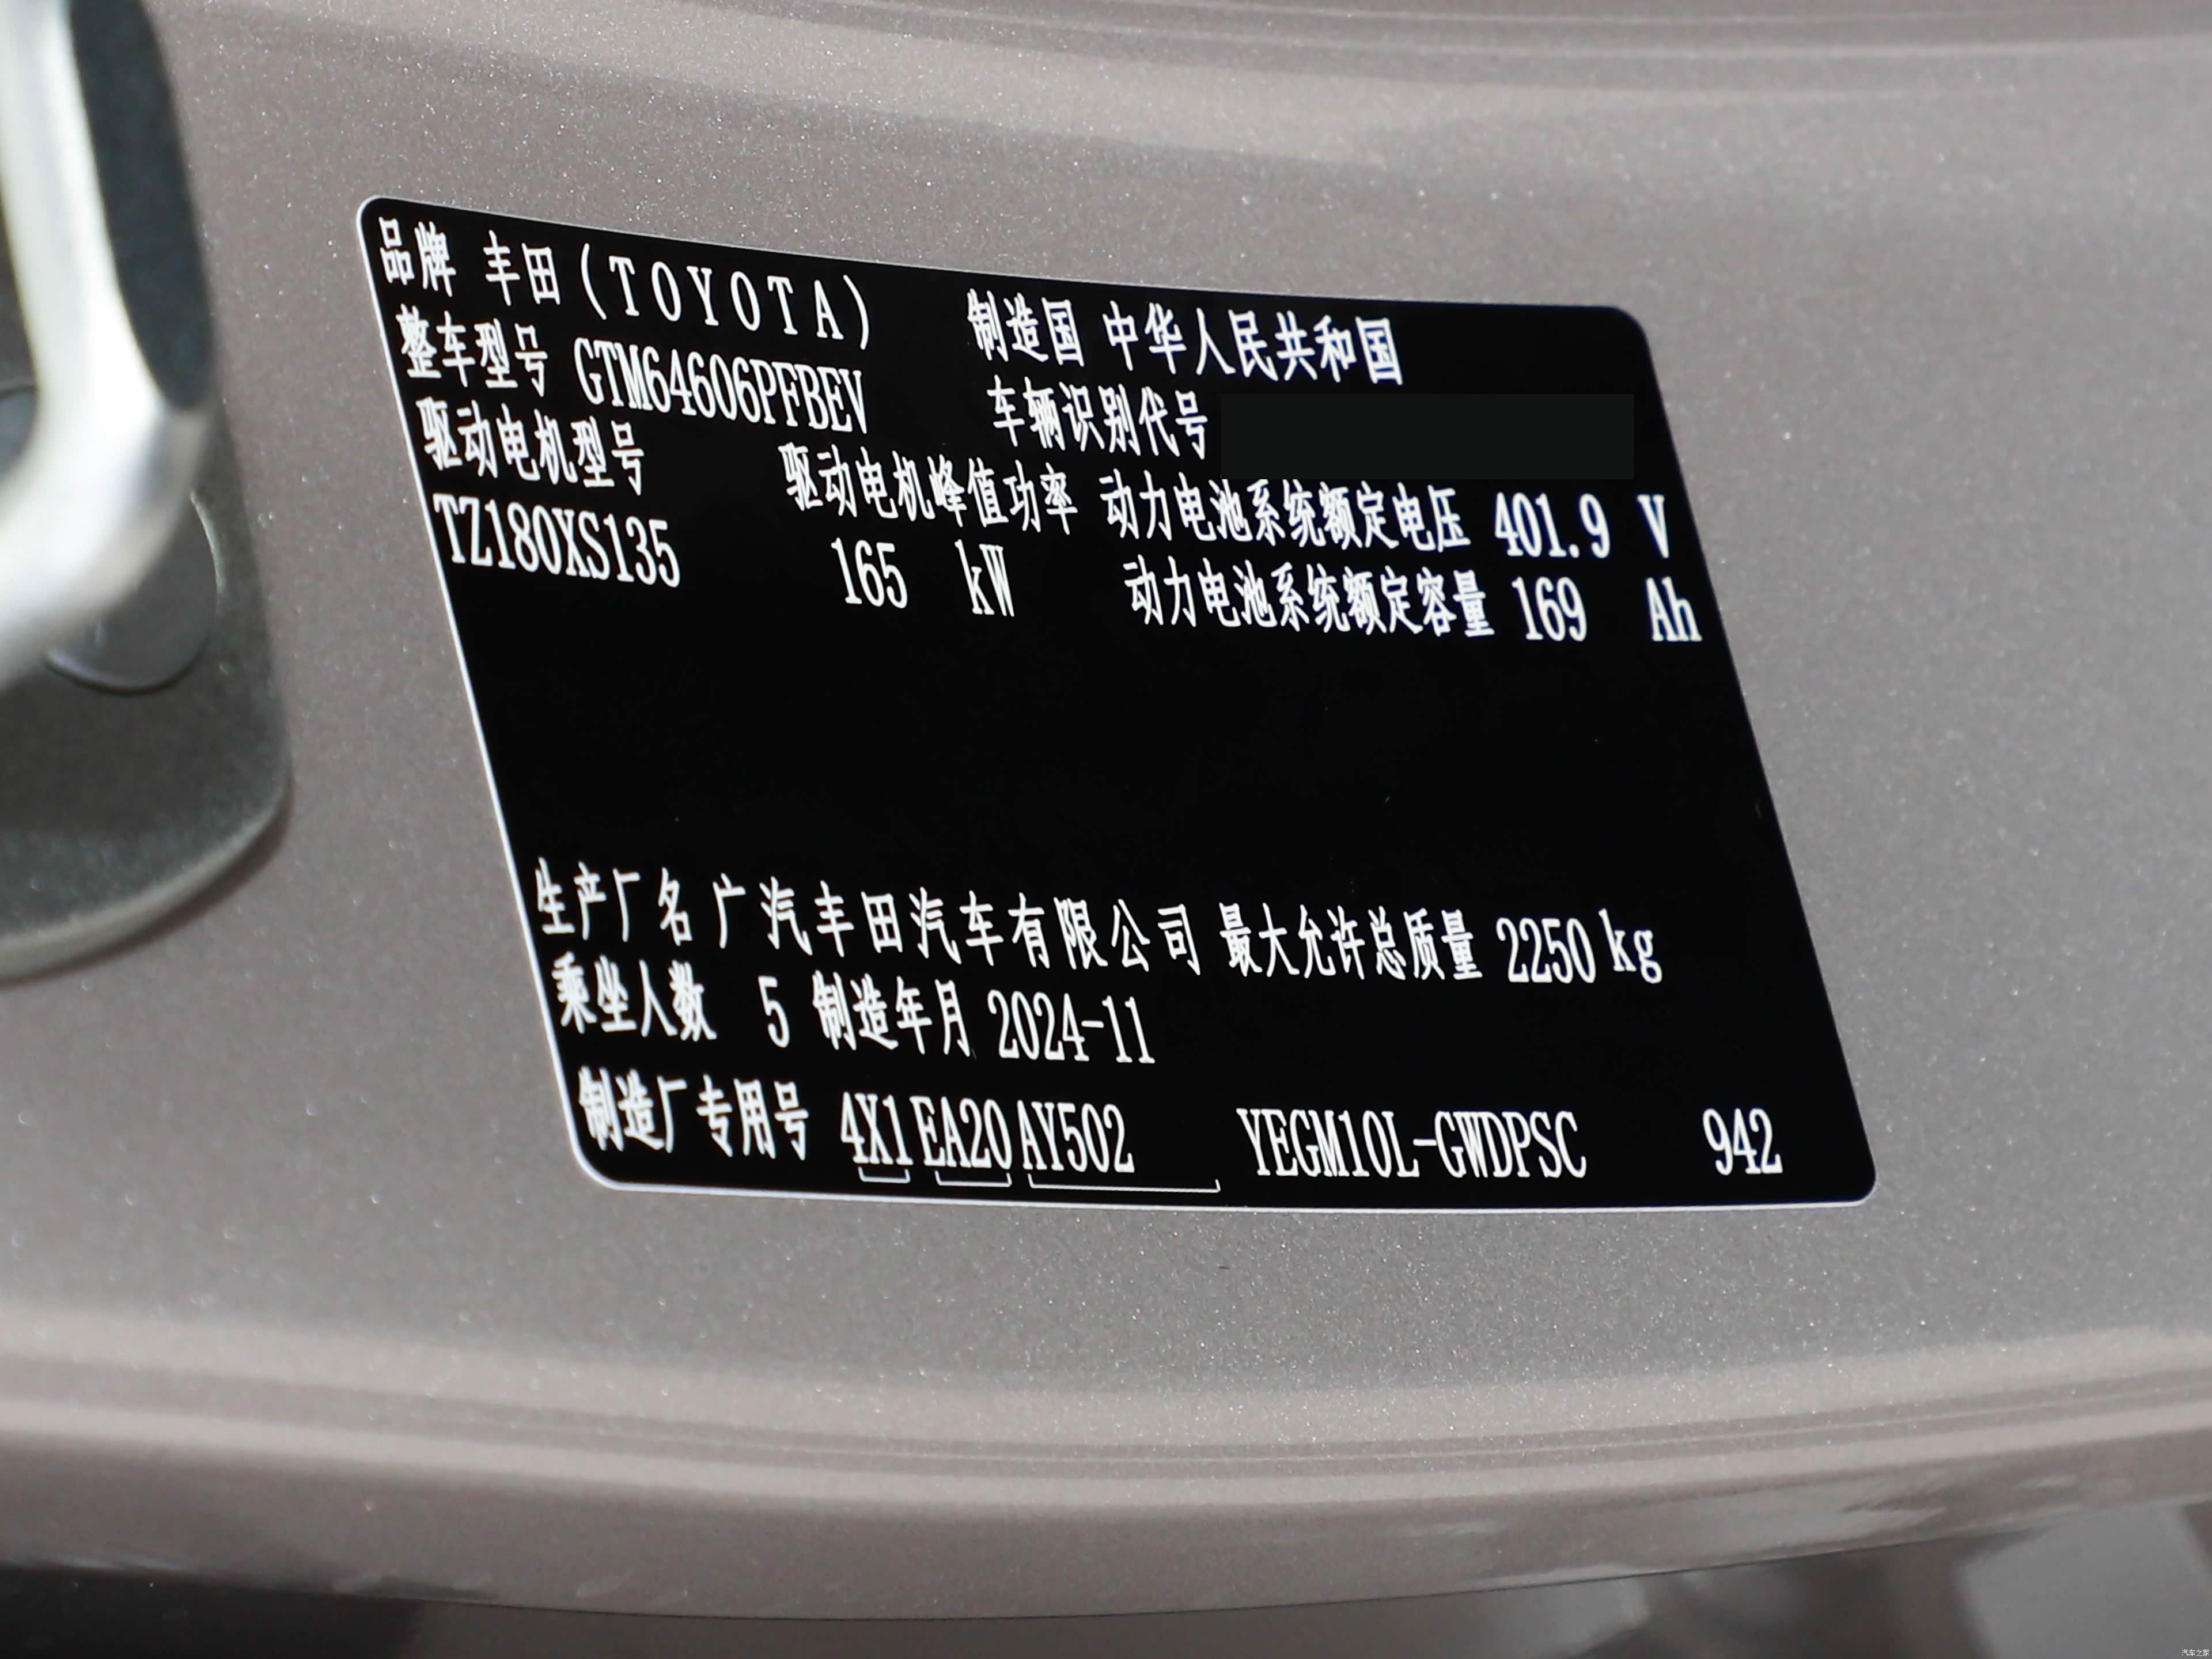 品牌 丰田(TOYOTA) 制造国 中华人民共和国
整车型号 GTM64606PFBEV 车辆识别代号
驱动电机型号 驱动电机峰值功率 动力电池系统额定电压 401.9 V
TZ180XS135 165 kW 动力电池系统额定容量 169 Ah
生产厂名 广汽丰田汽车有限公司 最大允许总质量 2250 kg
乘坐人数 5 制造年月 2024-11
制造厂专用号 4X1 EA20 AY502 YEGM10L-GWDPSC 942
汽车之家